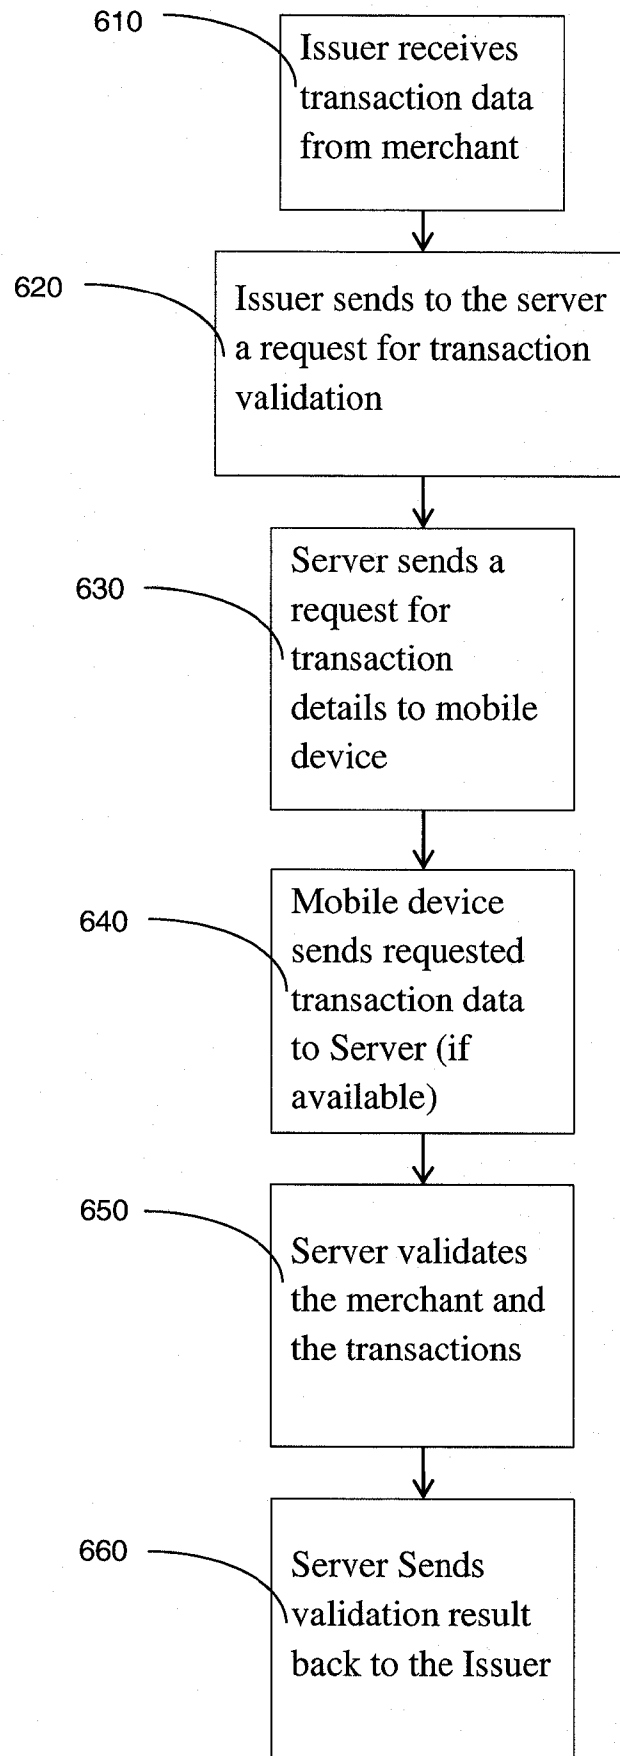 610
Issuer receives
transaction data
from merchant
620
Issuer sends to the server
a request for transaction
validation
630
Server sends a
request for
transaction
details to mobile
device
640
Mobile device
sends requested
transaction data
to Server (if
available)
650
Server validates
the merchant and
the transactions
660
Server Sends
validation result
back to the Issuer